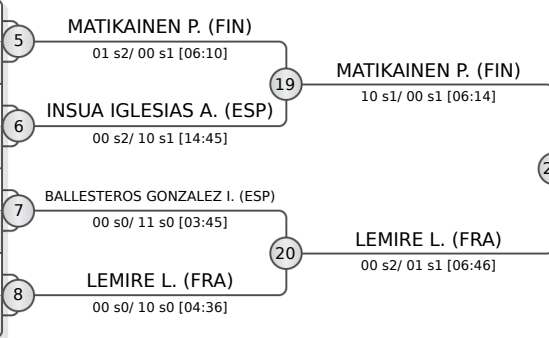 5
MATIKAINEN P. (FIN)
01 s2/ 00 s1 [06:10]
19
MATIKAINEN P. (FIN)
10 s1/ 00 s1 [06:14]
6
INSUA IGLESIAS A. (ESP)
00 s2/ 10 s1 [14:45]
7
BALLESTEROS GONZALEZ I. (ESP)
00 s0/ 11 s0 [03:45]
20
LEMIRE L. (FRA)
00 s2/ 01 s1 [06:46]
8
LEMIRE L. (FRA)
00 s0/ 10 s0 [04:36]